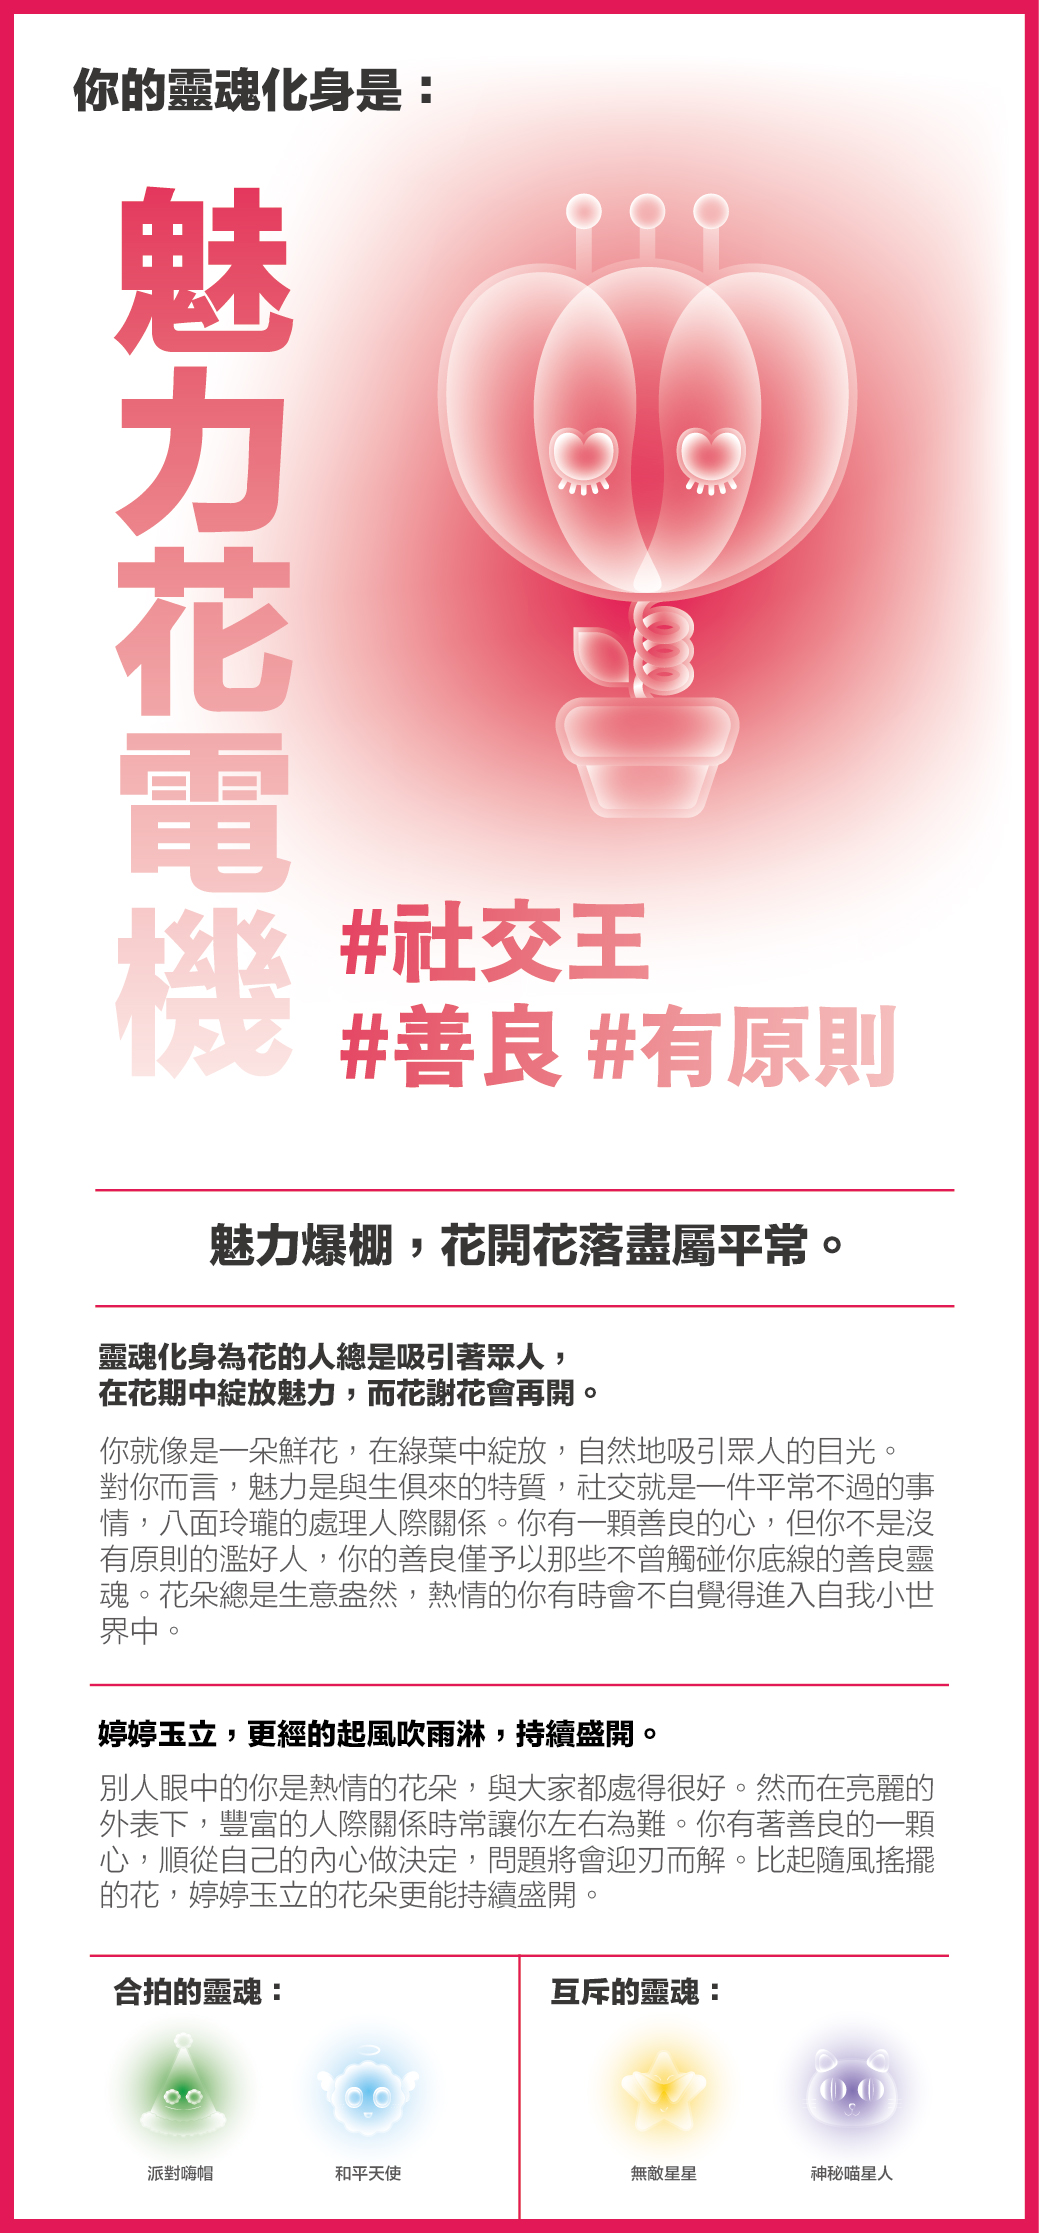 你的靈魂化身是：
魅力花電機
#社交王
#善良 #有原則
魅力爆棚，花開花落盡屬平常。
靈魂化身為花的人總是吸引著眾人，
在花期中綻放魅力，而花謝花會再開。
你就像是一朵鮮花，在綠葉中綻放，自然地吸引眾人的目光。
對你而言，魅力是與生俱來的特質，社交就是一件平常不過的事
情，八面玲瓏的處理人際關係。你有一顆善良的心，但你不是沒
有原則的濫好人，你的善良僅予以那些不曾觸碰你底線的善良靈
魂。花朵總是生意盎然，熱情的你有時會不自覺得進入自我小世
界中。
婷婷玉立，更經的起風吹雨淋，持續盛開。
別人眼中的你是熱情的花朵，與大家都處得很好。然而在亮麗的
外表下，豐富的人際關係時常讓你左右為難。你有著善良的一顆
心，順從自己的內心做決定，問題將會迎刃而解。比起隨風搖擺
的花，婷婷玉立的花朵更能持續盛開。
合拍的靈魂：
派對嗨帽
和平天使
互斥的靈魂：
無敵星星
神秘喵星人